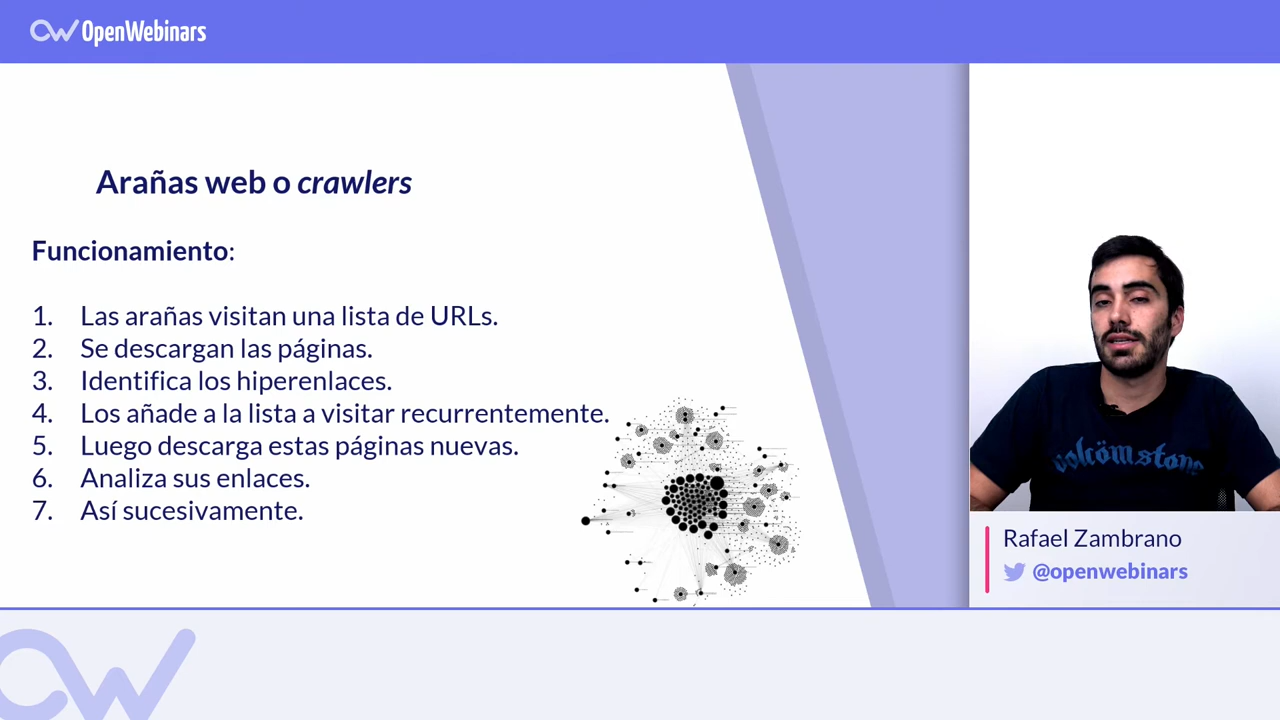 OpenWebinars
Arañas web o crawlers
Funcionamiento:
1. Las arañas visitan una lista de URLs.
2. Se descargan las páginas.
3. Identifica los hiperenlaces.
4. Los añade a la lista a visitar recurrentemente.
5. Luego descarga estas páginas nuevas.
6. Analiza sus enlaces.
7. Así sucesivamente.
volcömstone
Rafael Zambrano
@openwebinars